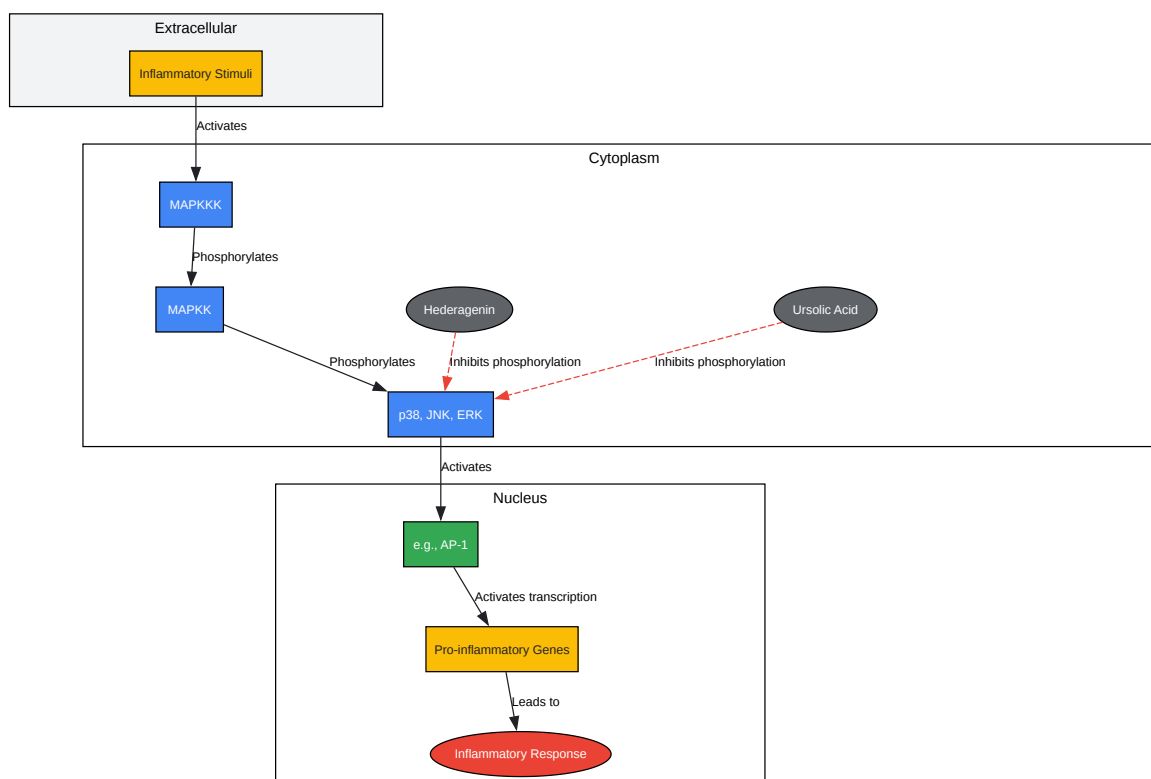 Extracellular
Inflammatory Stimuli
Activates
Cytoplasm
MAPKKK
Phosphorylates
MAPKK
Hederagenin
Ursolic Acid
Phosphorylates
Inhibits phosphorylation
Inhibits phosphorylation
p38, JNK, ERK
Activates
Nucleus
e.g., AP-1
Activates transcription
Pro-inflammatory Genes
Leads to
Inflammatory Response